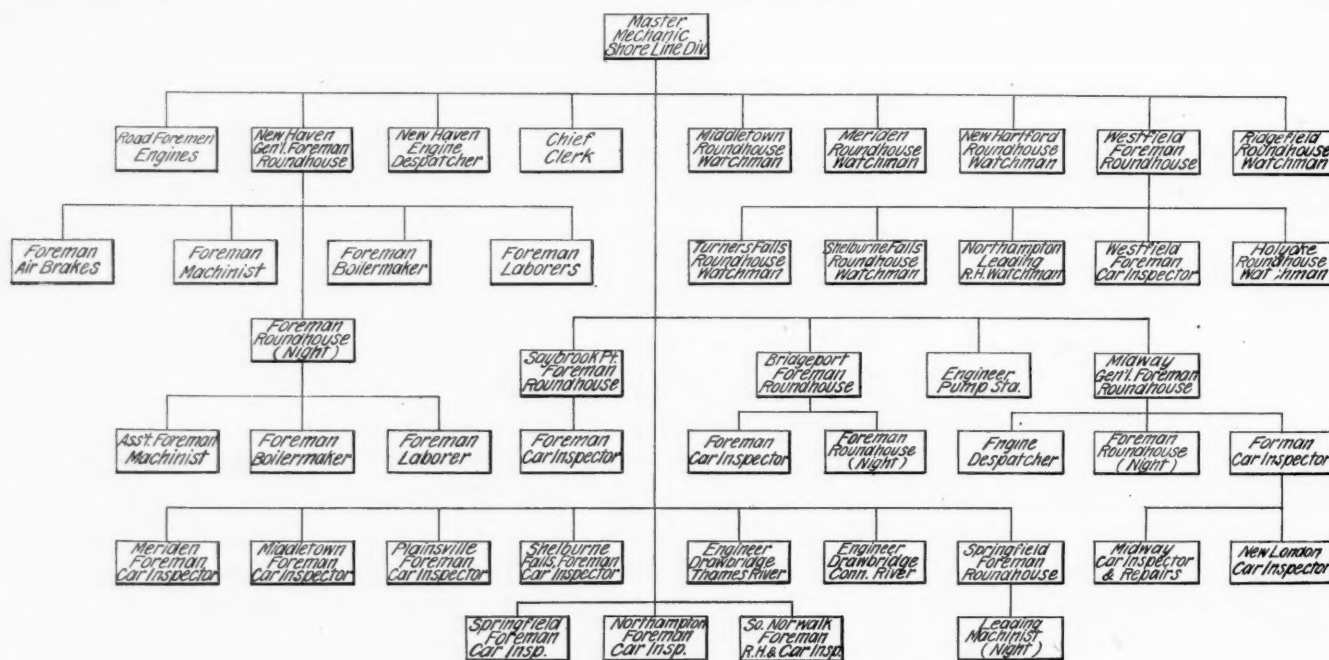 Master
Mechanic
Shore Line Div.
Road Foremen
Engines
New Haven
Gen'l. Foreman
Roundhouse
New Haven
Engine
Despatcher
Chief
Clerk
Middletown
Roundhouse
Watchman
Meriden
Roundhouse
Watchman
New Hartford
Roundhouse
Watchman
Westfield
Foreman
Roundhouse
Ridgefield
Roundhouse
Watchman
Foreman
Air Brakes
Foreman
Machinist
Foreman
Boilermaker
Foreman
Laborers
Turners Falls
Roundhouse
Watchman
Shelburne Falls
Roundhouse
Watchman
Northampton
Leading
R.H. Watchman
Westfield
Foreman
Car Inspector
Holyoke
Roundhouse
Watchman
Foreman
Roundhouse
(Night)
Saybrook Pt.
Foreman
Roundhouse
Bridgeport
Foreman
Roundhouse
Engineer
Pump Sta.
Midway
Gen'l. Foreman
Roundhouse
Ass't. Foreman
Machinist
Foreman
Boilermaker
Foreman
Laborer
Foreman
Car Inspector
Foreman
Car Inspector
Foreman
Roundhouse
(Night)
Engine
Despatcher
Foreman
Roundhouse
(Night)
Forman
Car Inspector
Meriden
Foreman
Car Inspector
Middletown
Foreman
Car Inspector
Plainsville
Foreman
Car Inspector
Shelburne
Falls, Foreman
Car Inspector
Engineer
Drawbridge
Thames River
Engineer
Drawbridge
Conn. River
Springfield
Foreman
Roundhouse
Midway
Car Inspector
& Repairs
New London
Car Inspector
Springfield
Foreman
Car Insp.
Northampton
Foreman
Car Insp.
So. Norwalk
Foreman
R.H. & Car Insp.
Leading
Machinist
(Night)